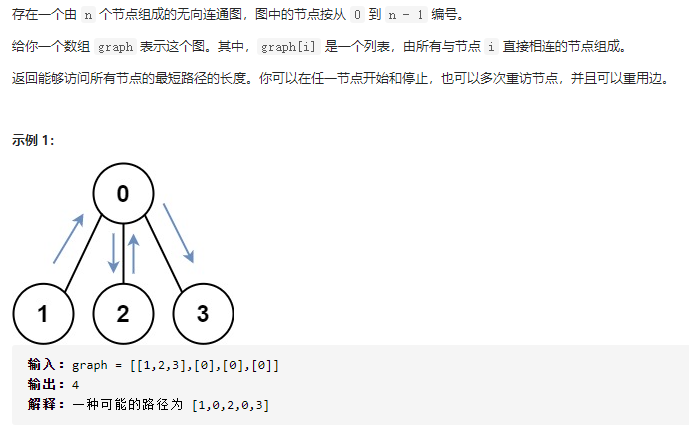 存在一个由 n 个节点组成的无向连通图，图中的节点按从 0 到 n - 1 编号。
给你一个数组 graph 表示这个图。其中，graph[i] 是一个列表，由所有与节点 i 直接相连的节点组成。
返回能够访问所有节点的最短路径的长度。你可以在任一节点开始和停止，也可以多次重访节点，并且可以重用边。
示例 1：
0
1 2 3
输入：graph = [[1,2,3],[0],[0],[0]]
输出：4
解释：一种可能的路径为 [1,0,2,0,3]